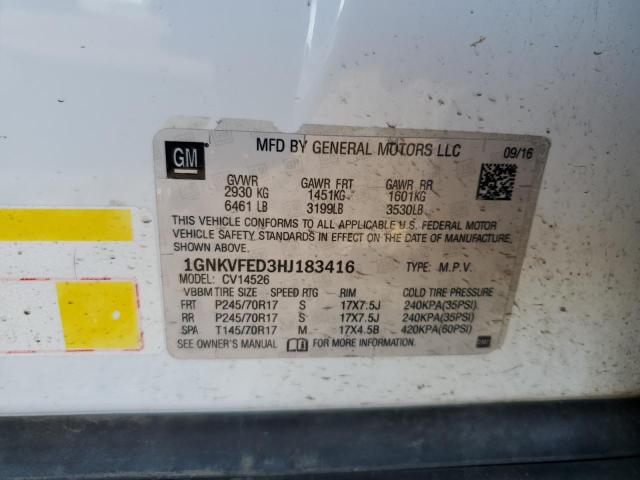 GM
MFD BY GENERAL MOTORS LLC 09/16
GVWR GAWR FRT GAWR RR
2930 KG 1451KG 1601KG
6461 LB 3199LB 3530LB
THIS VEHICLE CONFORMS TO ALL APPLICABLE U.S. FEDERAL MOTOR
VEHICLE SAFETY STANDARDS IN EFFECT ON THE DATE OF MANUFACTURE
SHOWN ABOVE.
1GNKVFED3HJ183416 TYPE: M.P.V.
MODEL: CV14526
VBBM TIRE SIZE SPEED RTG RIM COLD TIRE PRESSURE
FRT P245/70R17 S 17X7.5J 240KPA(35PSI)
RR P245/70R17 S 17X7.5J 240KPA(35PSI)
SPA T145/70R17 M 17X4.5B 420KPA(60PSI)
SEE OWNER'S MANUAL FOR MORE INFORMATION.